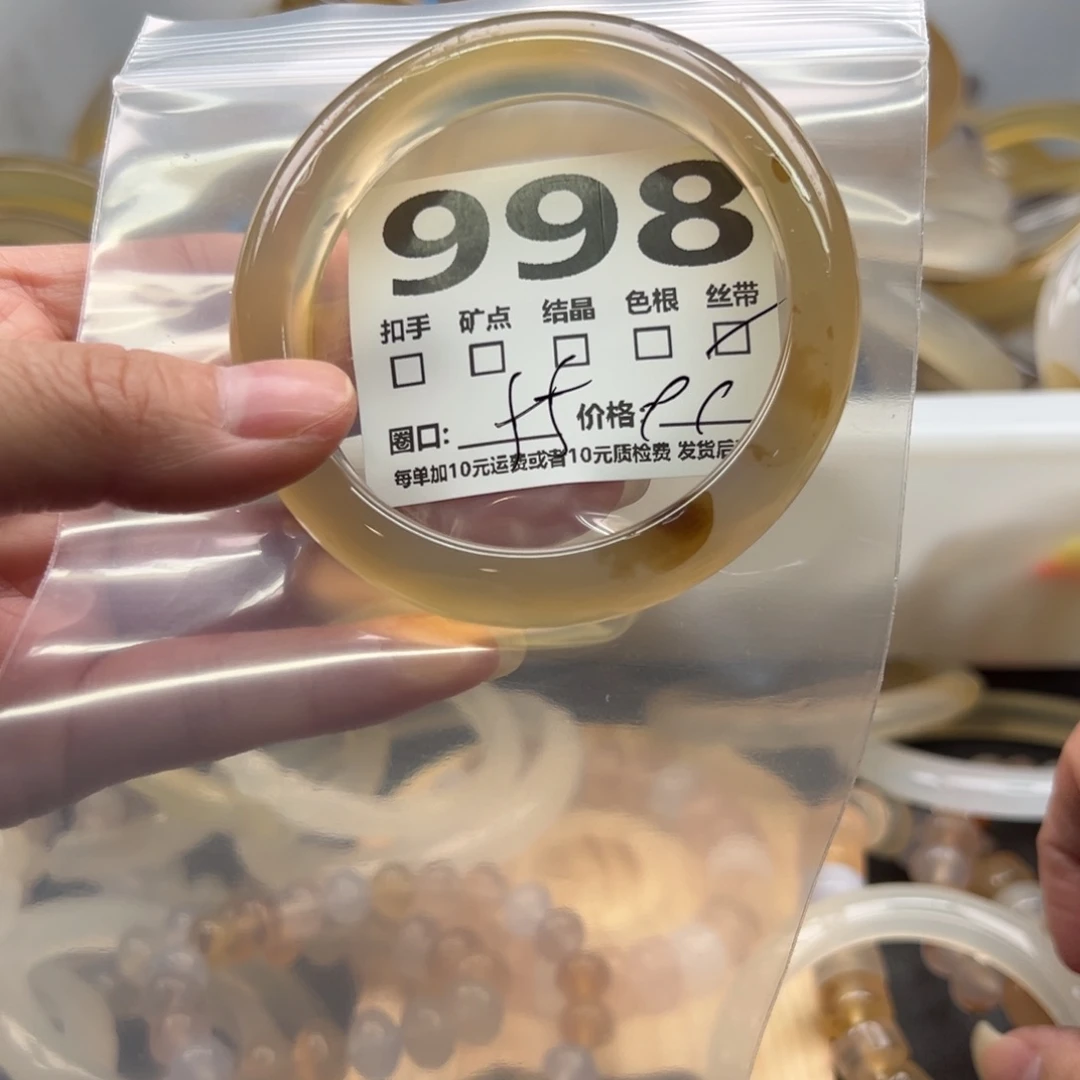 998
扣手 矿点 结晶 色根 丝带
圈口: 价格:
每单加10元运费或者10元质检费 发货后